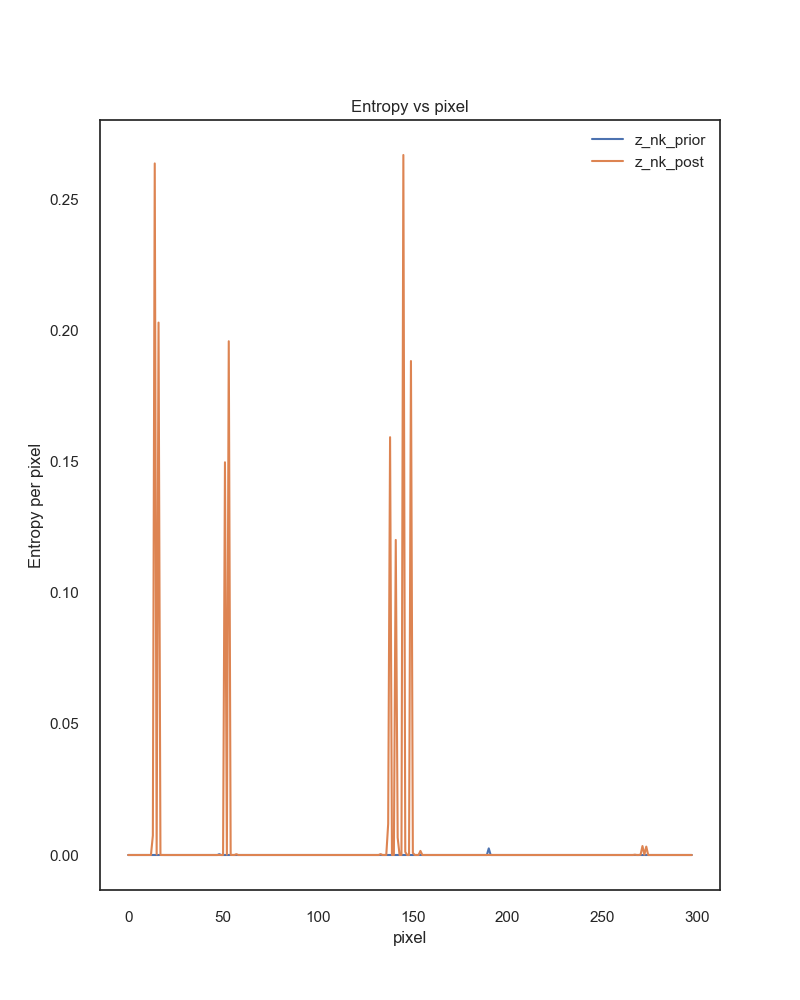 Entropy vs pixel
z_nk_prior
z_nk_post
Entropy per pixel
0.25
0.20
0.15
0.10
0.05
0.00
0 50 100 150 200 250 300
pixel